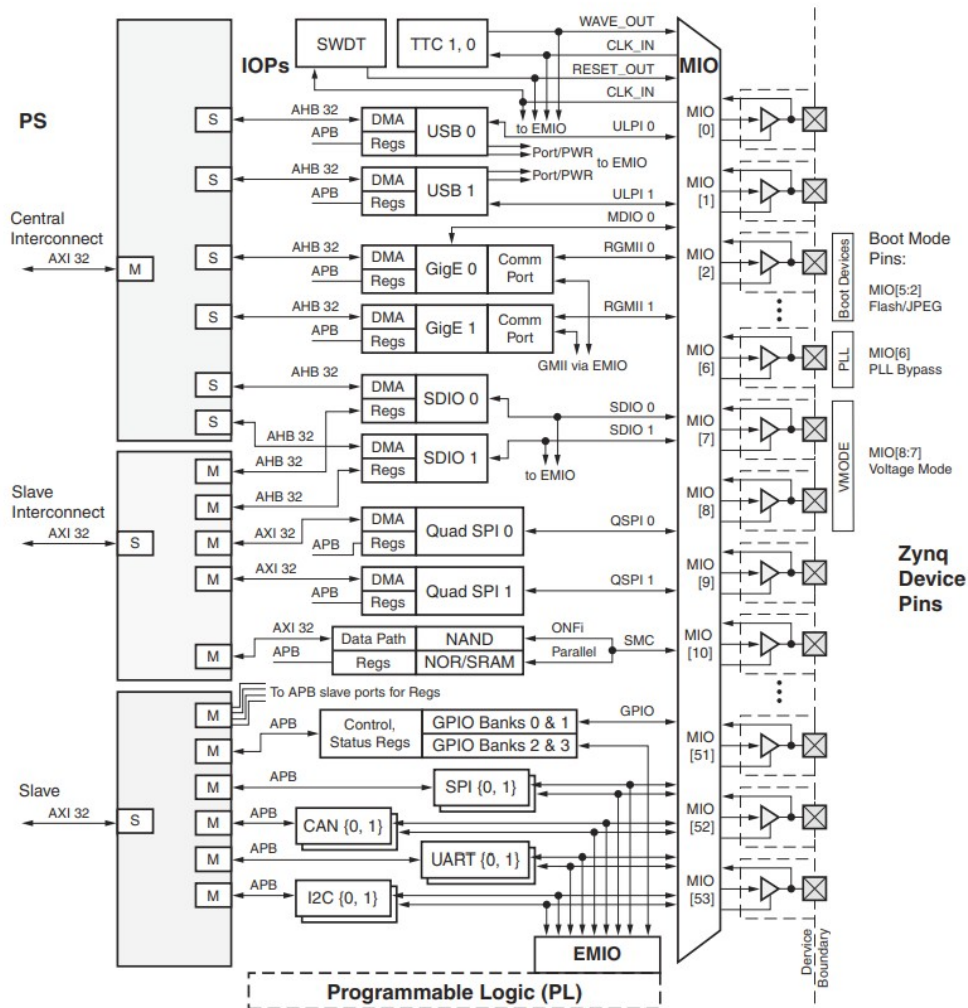 WAVE_OUT
SWDT
TTC 1, 0
CLK_IN
IOPs
MIO
RESET_OUT
PS
CLK_IN
S
AHB 32
DMA
USB 0
to EMIO
ULPI 0
MIO
[0]
APB
Regs
Port/PWR
to EMIO
S
AHB 32
DMA
USB 1
Port/PWR
APB
Regs
ULPI 1
MIO
[1]
MDIO 0
Central
Interconnect
AXI 32
M
S
AHB 32
DMA
GigE 0
Comm
Port
RGMII 0
MIO
[2]
APB
Regs
Boot Devices
Boot Mode
Pins:
MIO[5:2]
Flash/JPEG
S
AHB 32
DMA
GigE 1
Comm
Port
RGMII 1
APB
Regs
GMII via EMIO
MIO
[6]
PLL
MIO[6]
PLL Bypass
S
AHB 32
DMA
SDIO 0
Regs
SDIO 0
S
AHB 32
DMA
SDIO 1
Regs
SDIO 1
MIO
[7]
to EMIO
VMODE
MIO[8:7]
Voltage Mode
M
AHB 32
Slave
Interconnect
AXI 32
S
M
AHB 32
MIO
[8]
M
AXI 32
DMA
Quad SPI 0
QSPI 0
APB
Regs
M
AXI 32
DMA
Quad SPI 1
QSPI 1
APB
Regs
MIO
[9]
Zynq
Device
Pins
M
AXI 32
Data Path
NAND
ONFi
SMC
MIO
[10]
APB
Regs
NOR/SRAM
Parallel
M
To APB slave ports for Regs
M
APB
Control,
Status Regs
GPIO Banks 0 & 1
GPIO Banks 2 & 3
GPIO
MIO
[51]
M
APB
SPI {0, 1}
Slave
AXI 32
S
M
APB
CAN {0, 1}
MIO
[52]
M
APB
UART {0, 1}
M
APB
I2C {0, 1}
MIO
[53]
EMIO
Programmable Logic (PL)
Dervice
Boundary